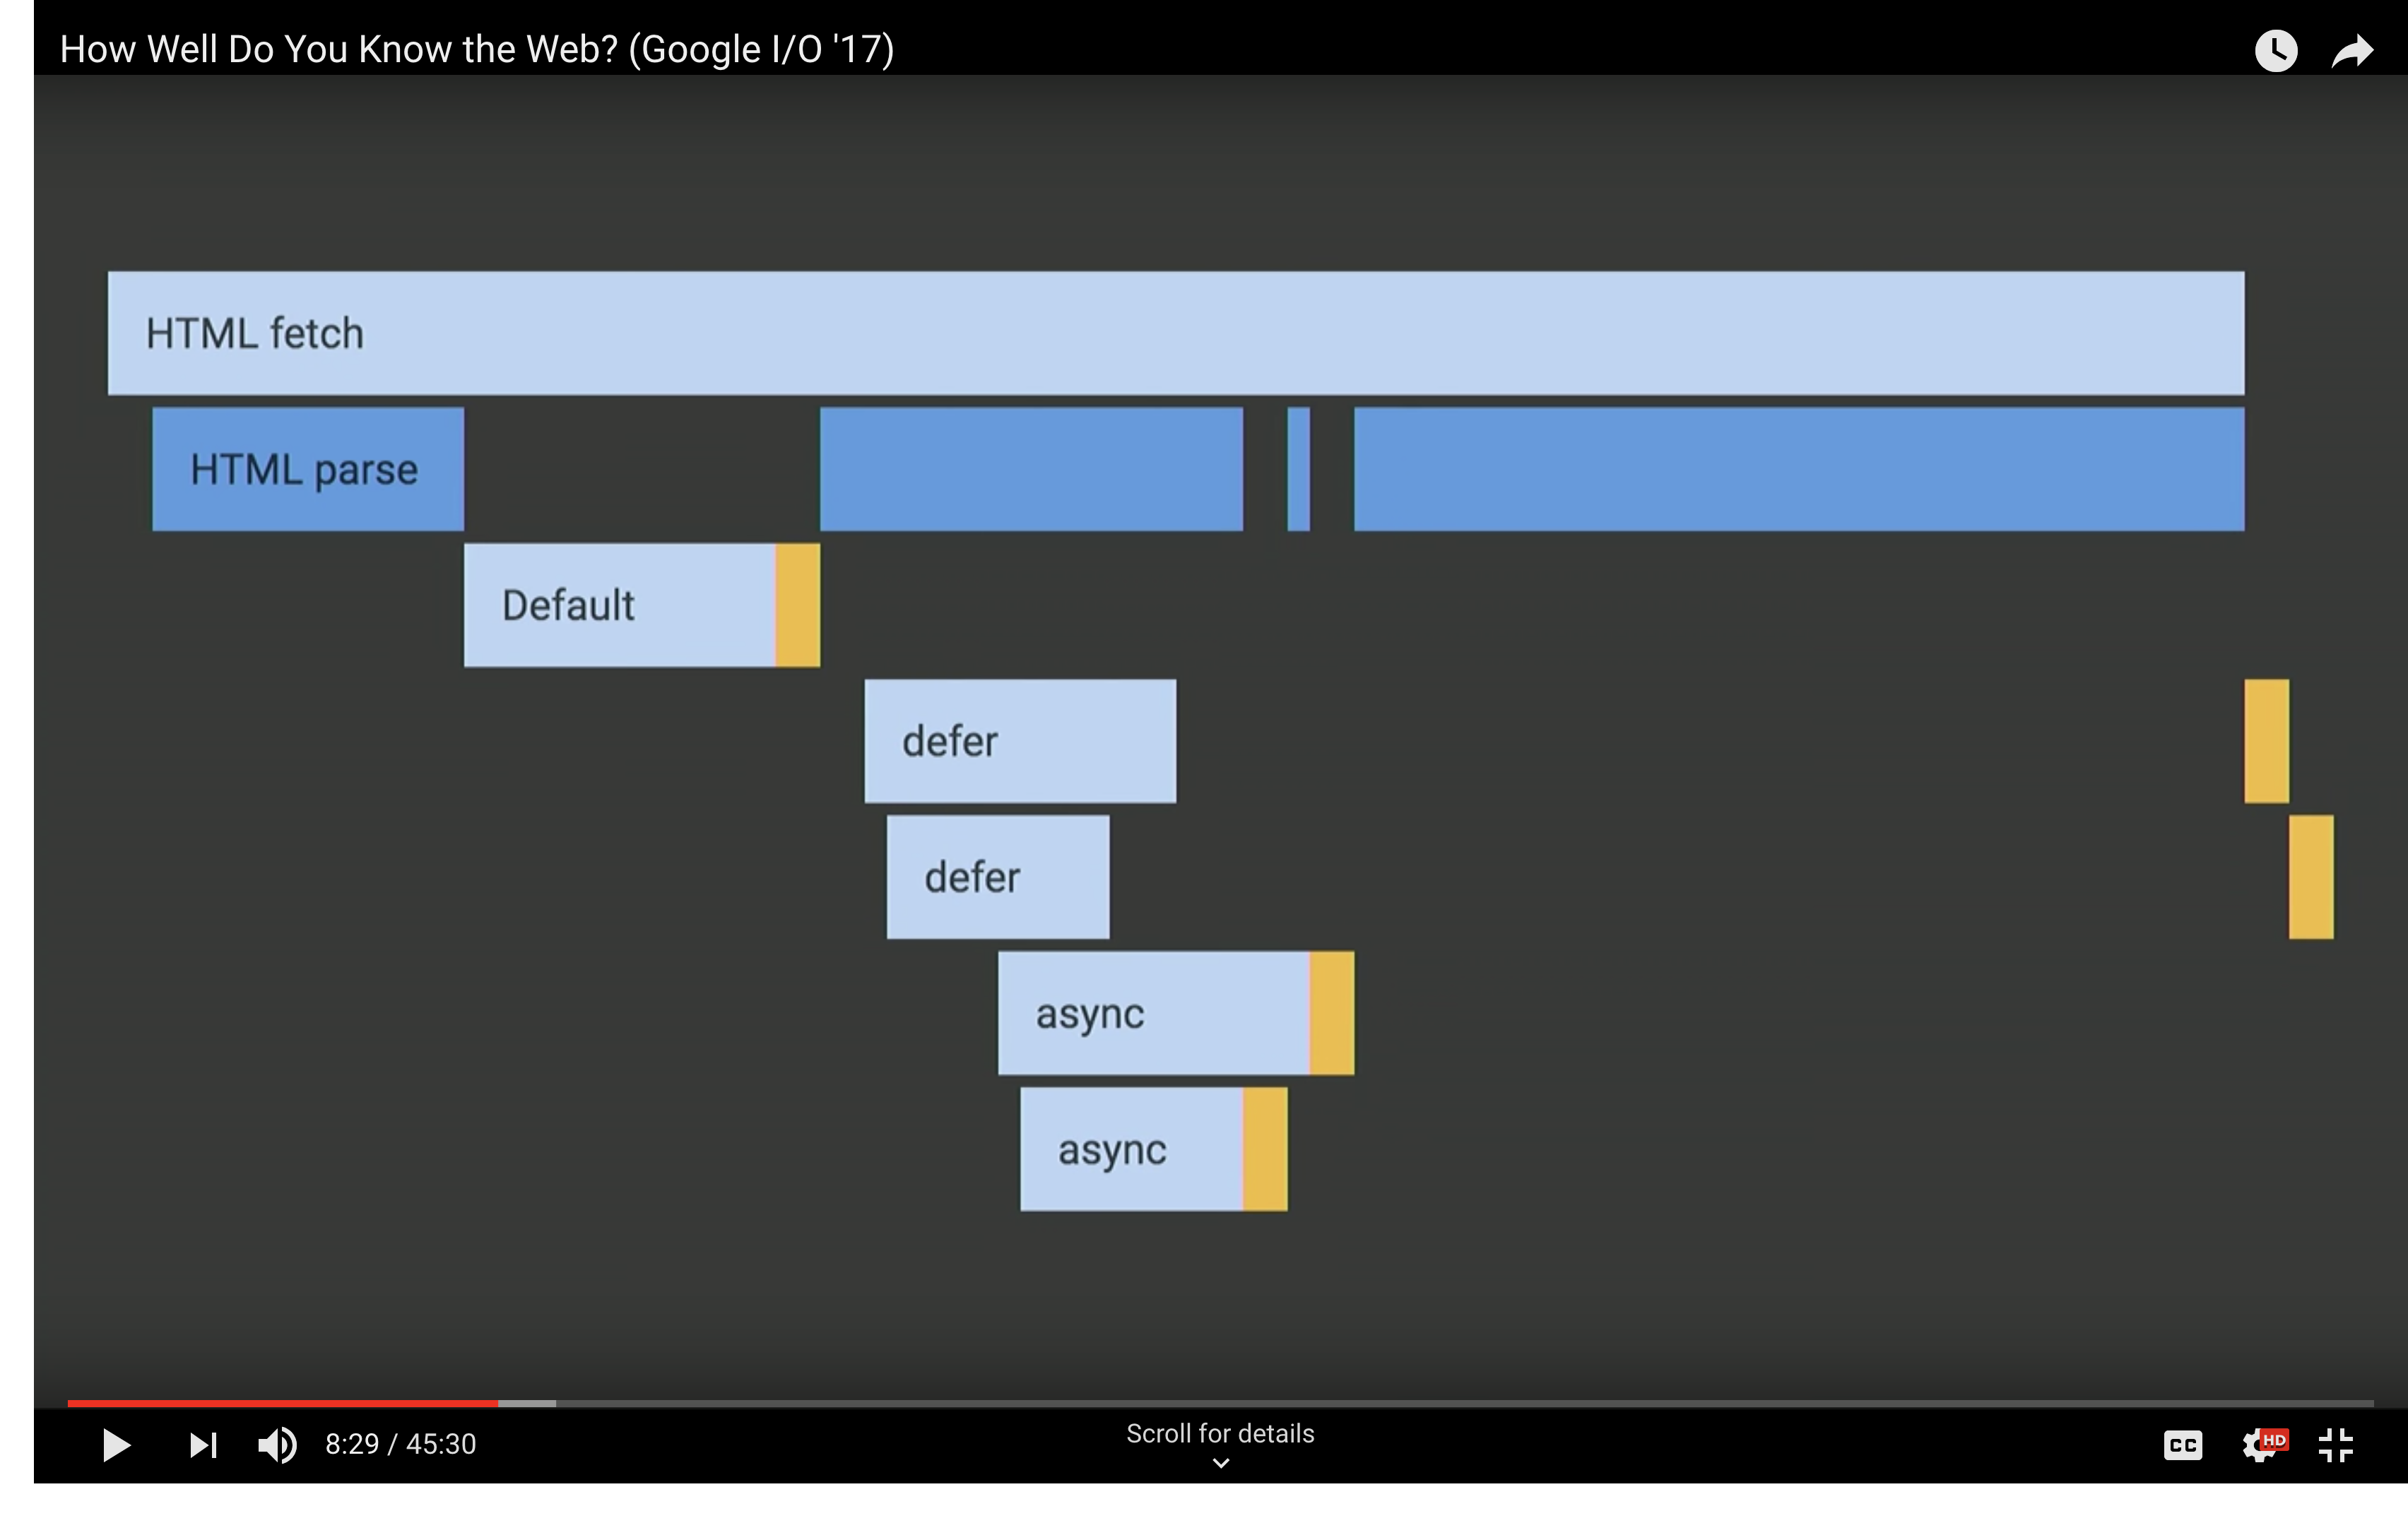 How Well Do You Know the Web? (Google I/O '17)
HTML fetch
HTML parse
Default
defer
defer
async
async
8:29 / 45:30
Scroll for details
CC
HD